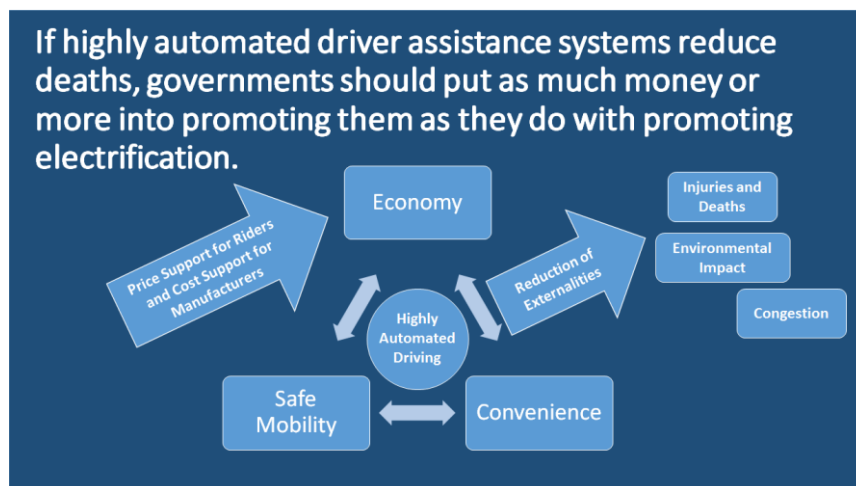 If highly automated driver assistance systems reduce
deaths, governments should put as much money or
more into promoting them as they do with promoting
electrification.
Price Support for Riders
and Cost Support for
Manufacturers
Economy
Reduction of
Externalities
Injuries and
Deaths
Environmental
Impact
Congestion
Highly
Automated
Driving
Safe
Mobility
Convenience